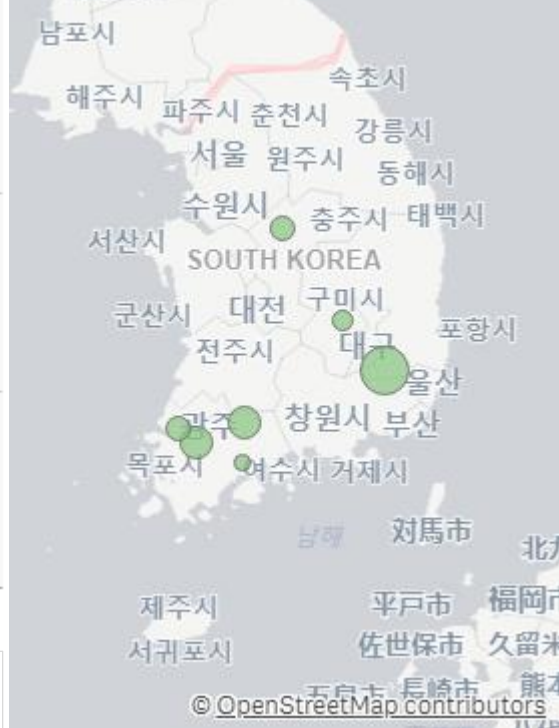 남포시
속초시
해주시
파주시 춘천시
강릉시
서울 원주시
동해시
수원시
충주시 태백시
서산시
SOUTH KOREA
구미시
군산시 대전
포항시
전주시 대구
울산
광주 창원시 부산
목포시 여수시 거제시
남해
対馬市
제주시 平戸市 福岡市
서귀포시 佐世保市 久留米
長崎市
© OpenStreetMap contributors